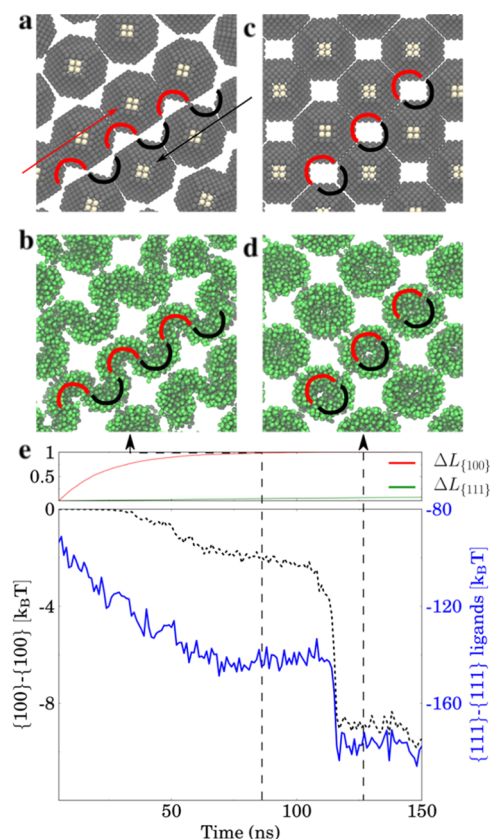 a
c
b
d
e
1
0.5
ΔL{100}
ΔL{111}
0
-4
-8
{100}-{100} [kBT]
-80
-120
-160
{111}-{111} ligands [kBT]
50
100
150
Time (ns)